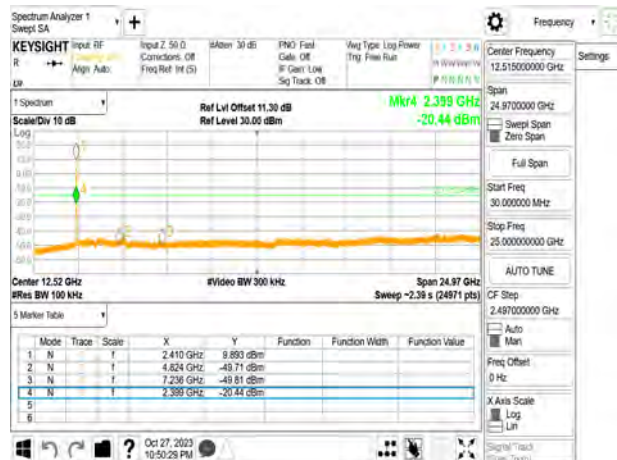 Spectrum Analyzer 1
Swept SA
+
Frequency
Settings
KEYSIGHT
R
Input: RF
Align: Auto
Input Z: 50 Ω
Corrections: Off
Freq Ref: Int (S)
#Atten: 30 dB
PNO: Fast
Gate: Off
IF Gain: Low
Sig Track: Off
Avg Type: Log-Power
Trig: Free Run
P N N N N N
1 Spectrum
Scale/Div 10 dB
Log
Ref Lvl Offset 11.30 dB
Ref Level 30.00 dBm
Mkr4 2.399 GHz
-20.44 dBm
Center 12.52 GHz
#Res BW 100 kHz
#Video BW 300 kHz
Span 24.97 GHz
Sweep ~2.39 s (24971 pts)
5 Marker Table
Mode Trace Scale X Y Function Function Width Function Value
1 N f 2.410 GHz 9.893 dBm
2 N f 4.824 GHz -49.71 dBm
3 N f 7.236 GHz -49.81 dBm
4 N f 2.399 GHz -20.44 dBm
5
6
Oct 27, 2023
10:50:29 PM
Center Frequency
12.515000000 GHz
Span
24.9700000 GHz
Swept Span
Zero Span
Full Span
Start Freq
30.000000 MHz
Stop Freq
25.000000000 GHz
AUTO TUNE
CF Step
2.497000000 GHz
Auto
Man
Freq Offset
0 Hz
X Axis Scale
Log
Lin
Signal Track